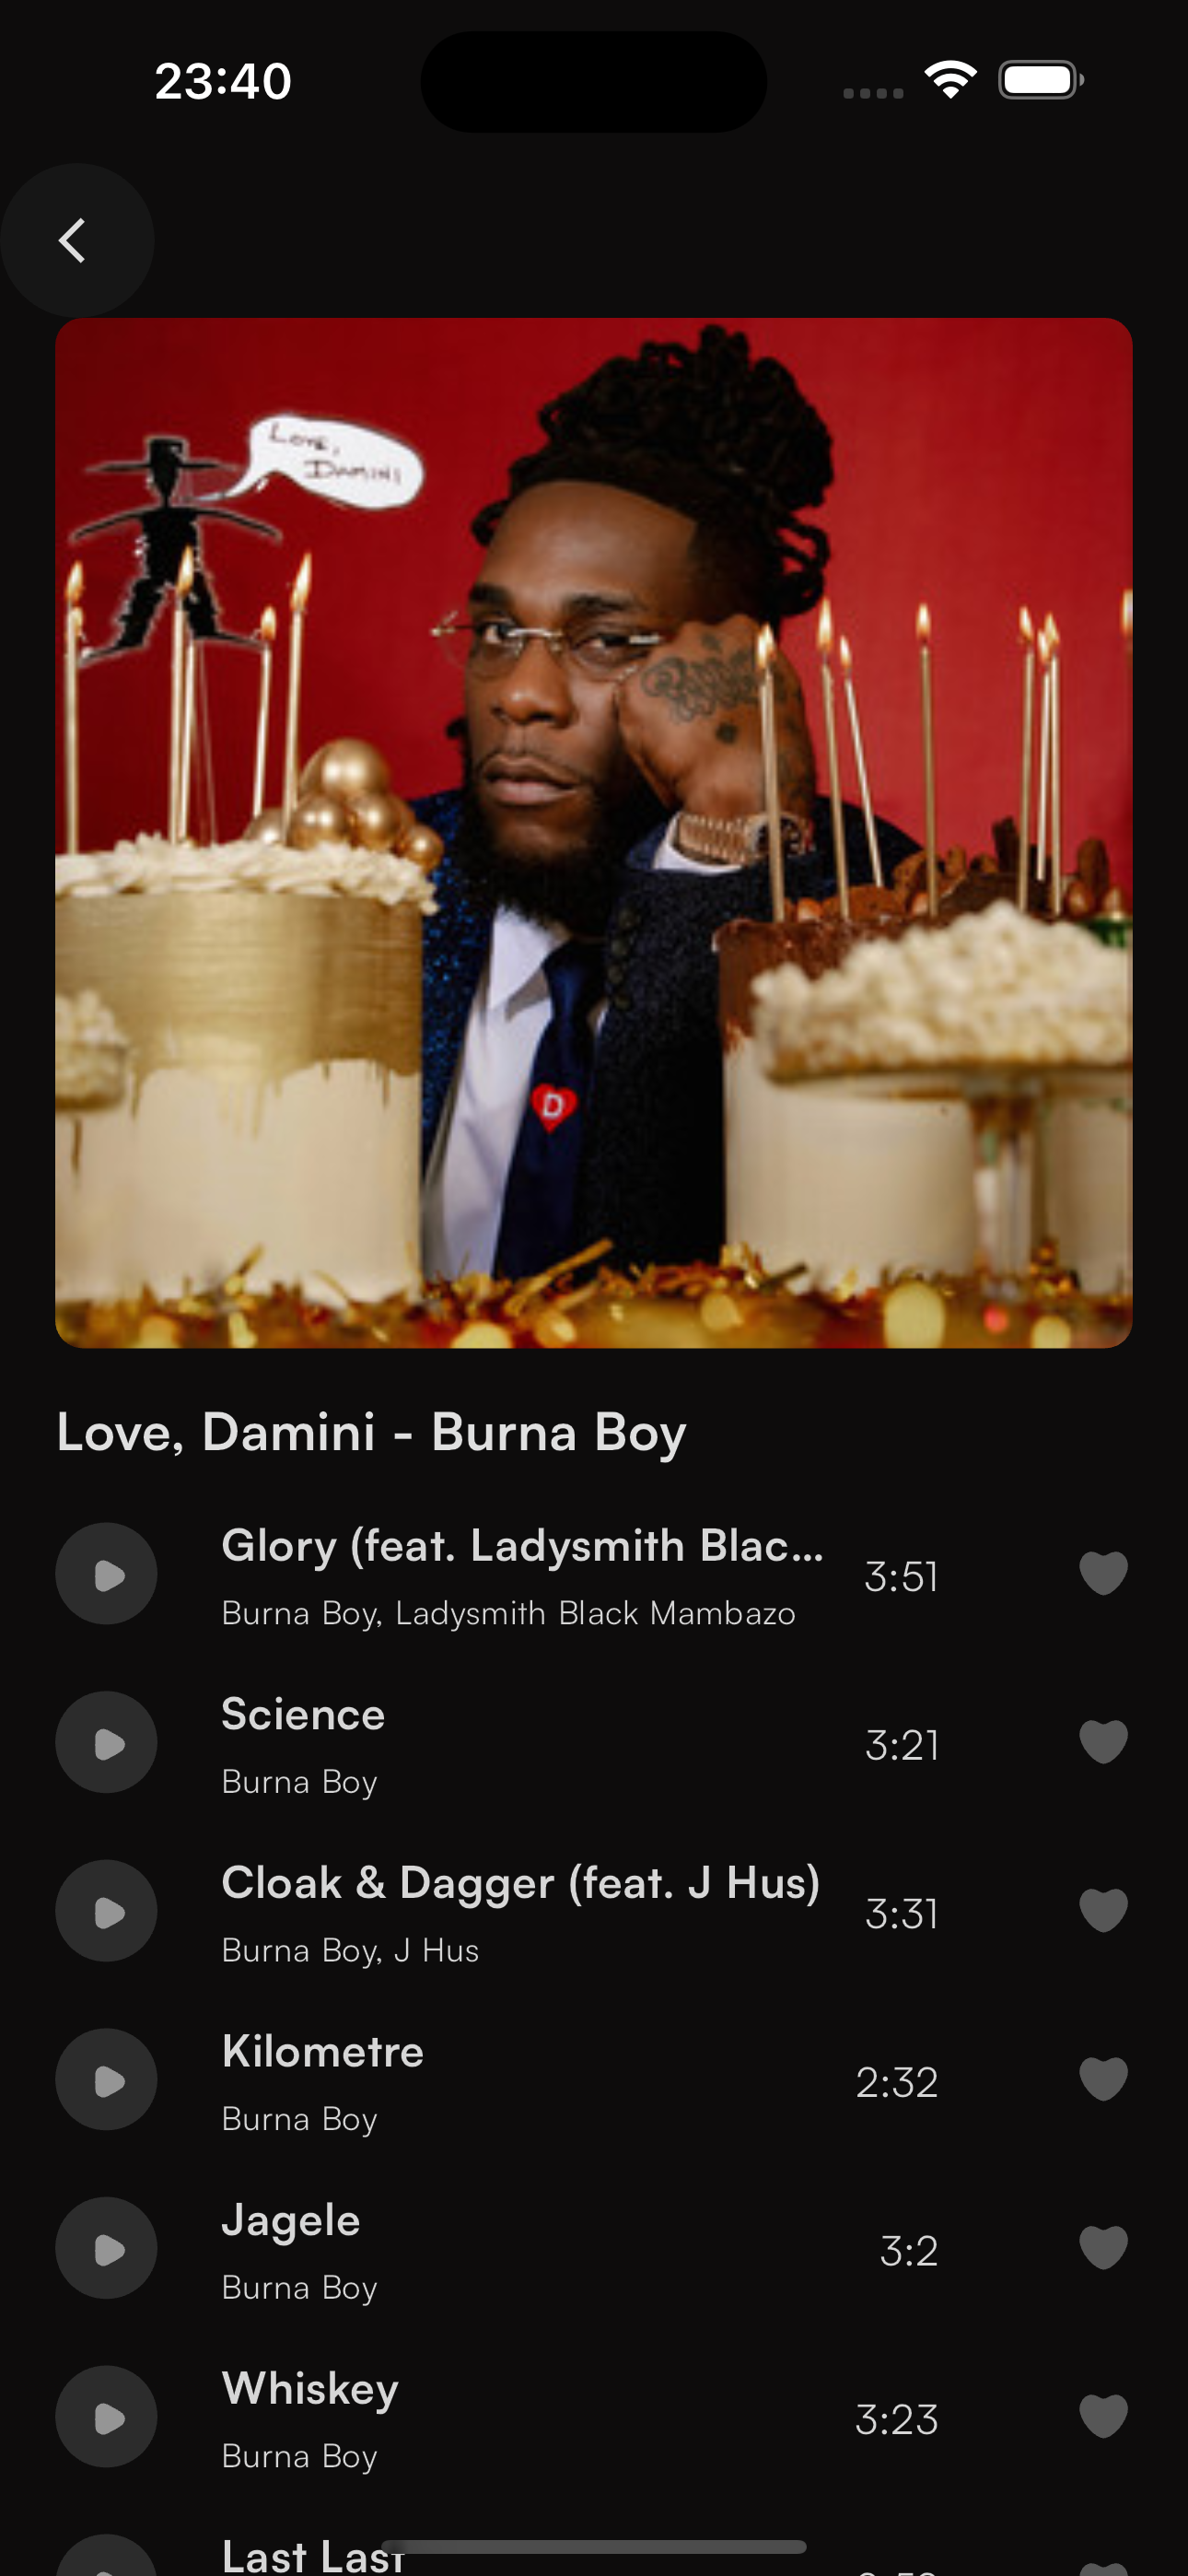 23:40
Love,
Damini
D
Love, Damini - Burna Boy
Glory (feat. Ladysmith Blac...
3:51
Burna Boy, Ladysmith Black Mambazo
Science
3:21
Burna Boy
Cloak & Dagger (feat. J Hus)
3:31
Burna Boy, J Hus
Kilometre
2:32
Burna Boy
Jagele
3:2
Burna Boy
Whiskey
3:23
Burna Boy
Last Last